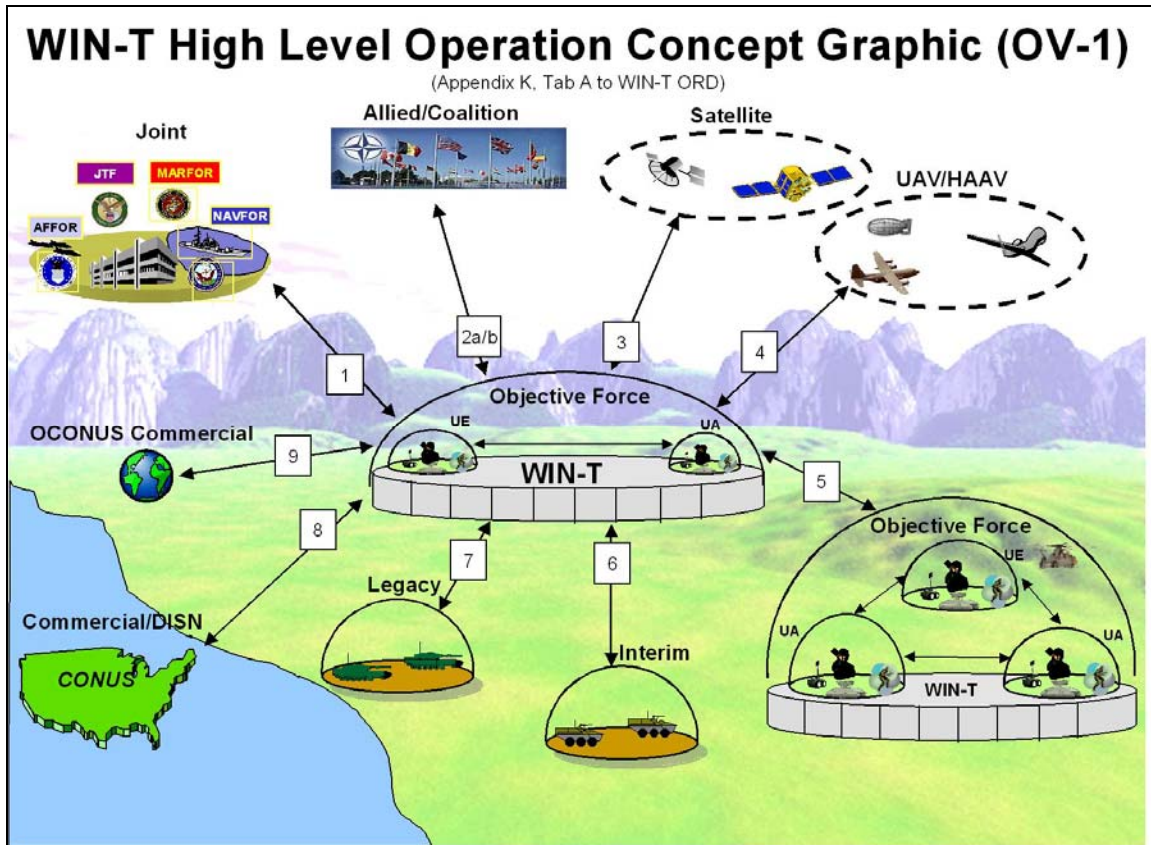 WIN-T High Level Operation Concept Graphic (OV-1)
(Appendix K, Tab A to WIN-T ORD)
Allied/Coalition
Satellite
Joint
JTF
MARFOR
UAV/HAAV
AFFOR
NAVFOR
2a/b
3
4
1
Objective Force
UE
UA
OCONUS Commercial
9
WIN-T
5
8
Objective Force
7
6
UE
Legacy
Commercial/DISN
UA
UA
Interim
CONUS
WIN-T